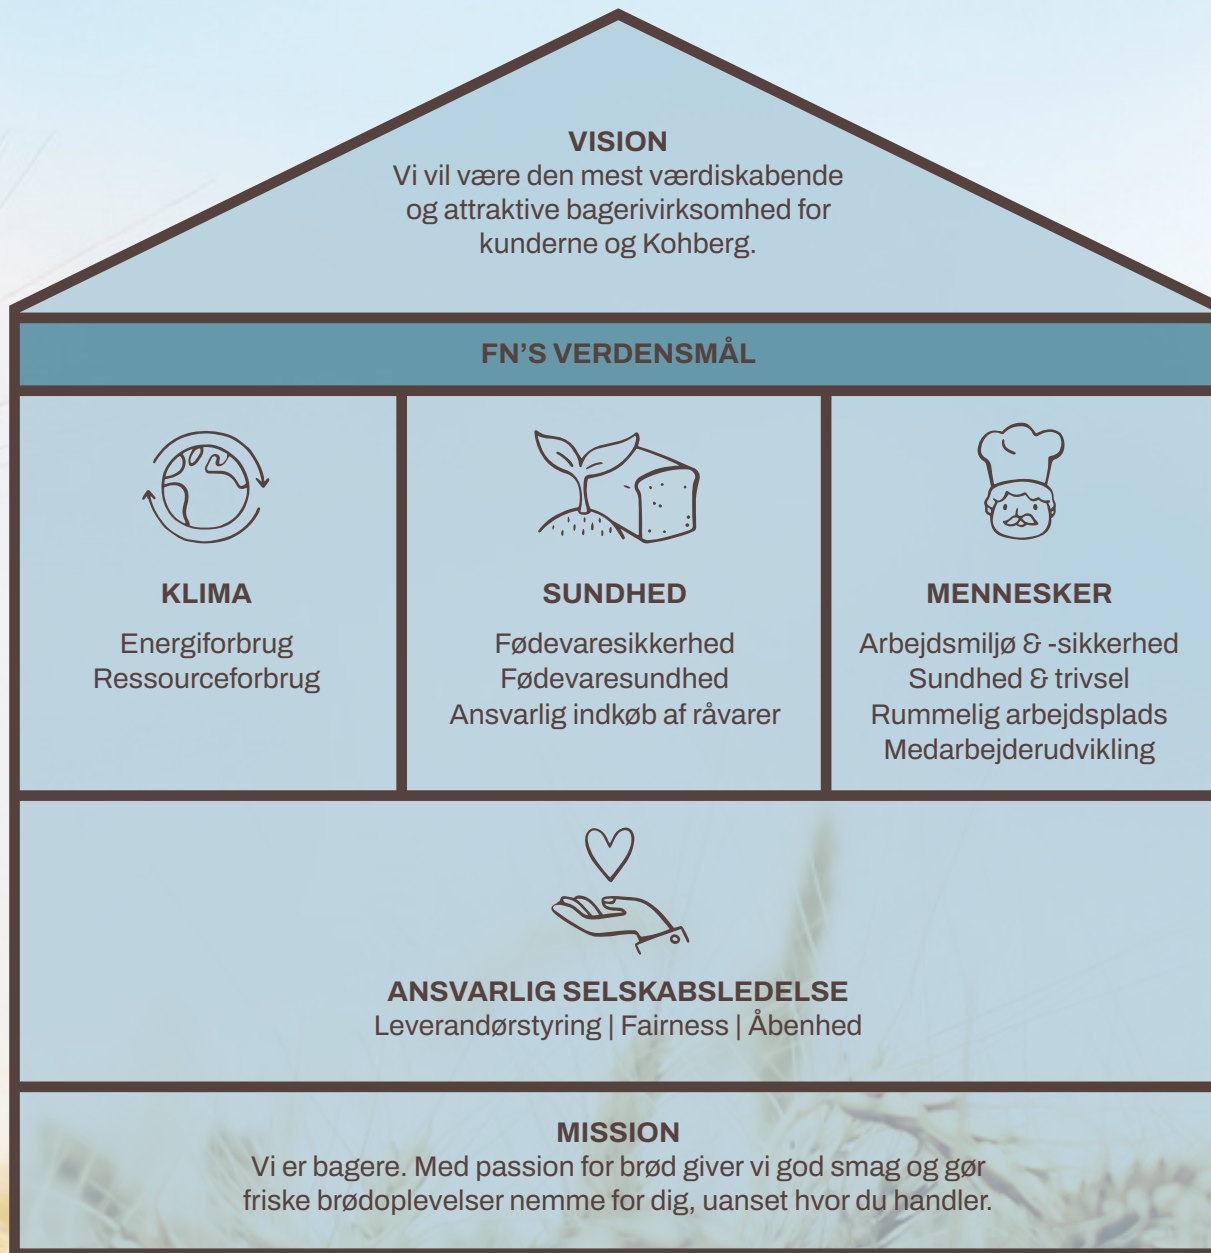 VISION
Vi vil være den mest værdiskabende
og attraktive bagerivirksomhed for
kunderne og Kohberg.
FN'S VERDENSMÅL
KLIMA
Energiforbrug
Ressourceforbrug
SUNDHED
Fødevaresikkerhed
Fødevaresundhed
Ansvarlig indkøb af råvarer
MENNESKER
Arbejdsmiljø & -sikkerhed
Sundhed & trivsel
Rummelig arbejdsplads
Medarbejderudvikling
ANSVARLIG SELSKABSLEDELSE
Leverandørstyring | Fairness | Åbenhed
MISSION
Vi er bagere. Med passion for brød giver vi god smag og gør
friske brødoplevelser nemme for dig, uanset hvor du handler.